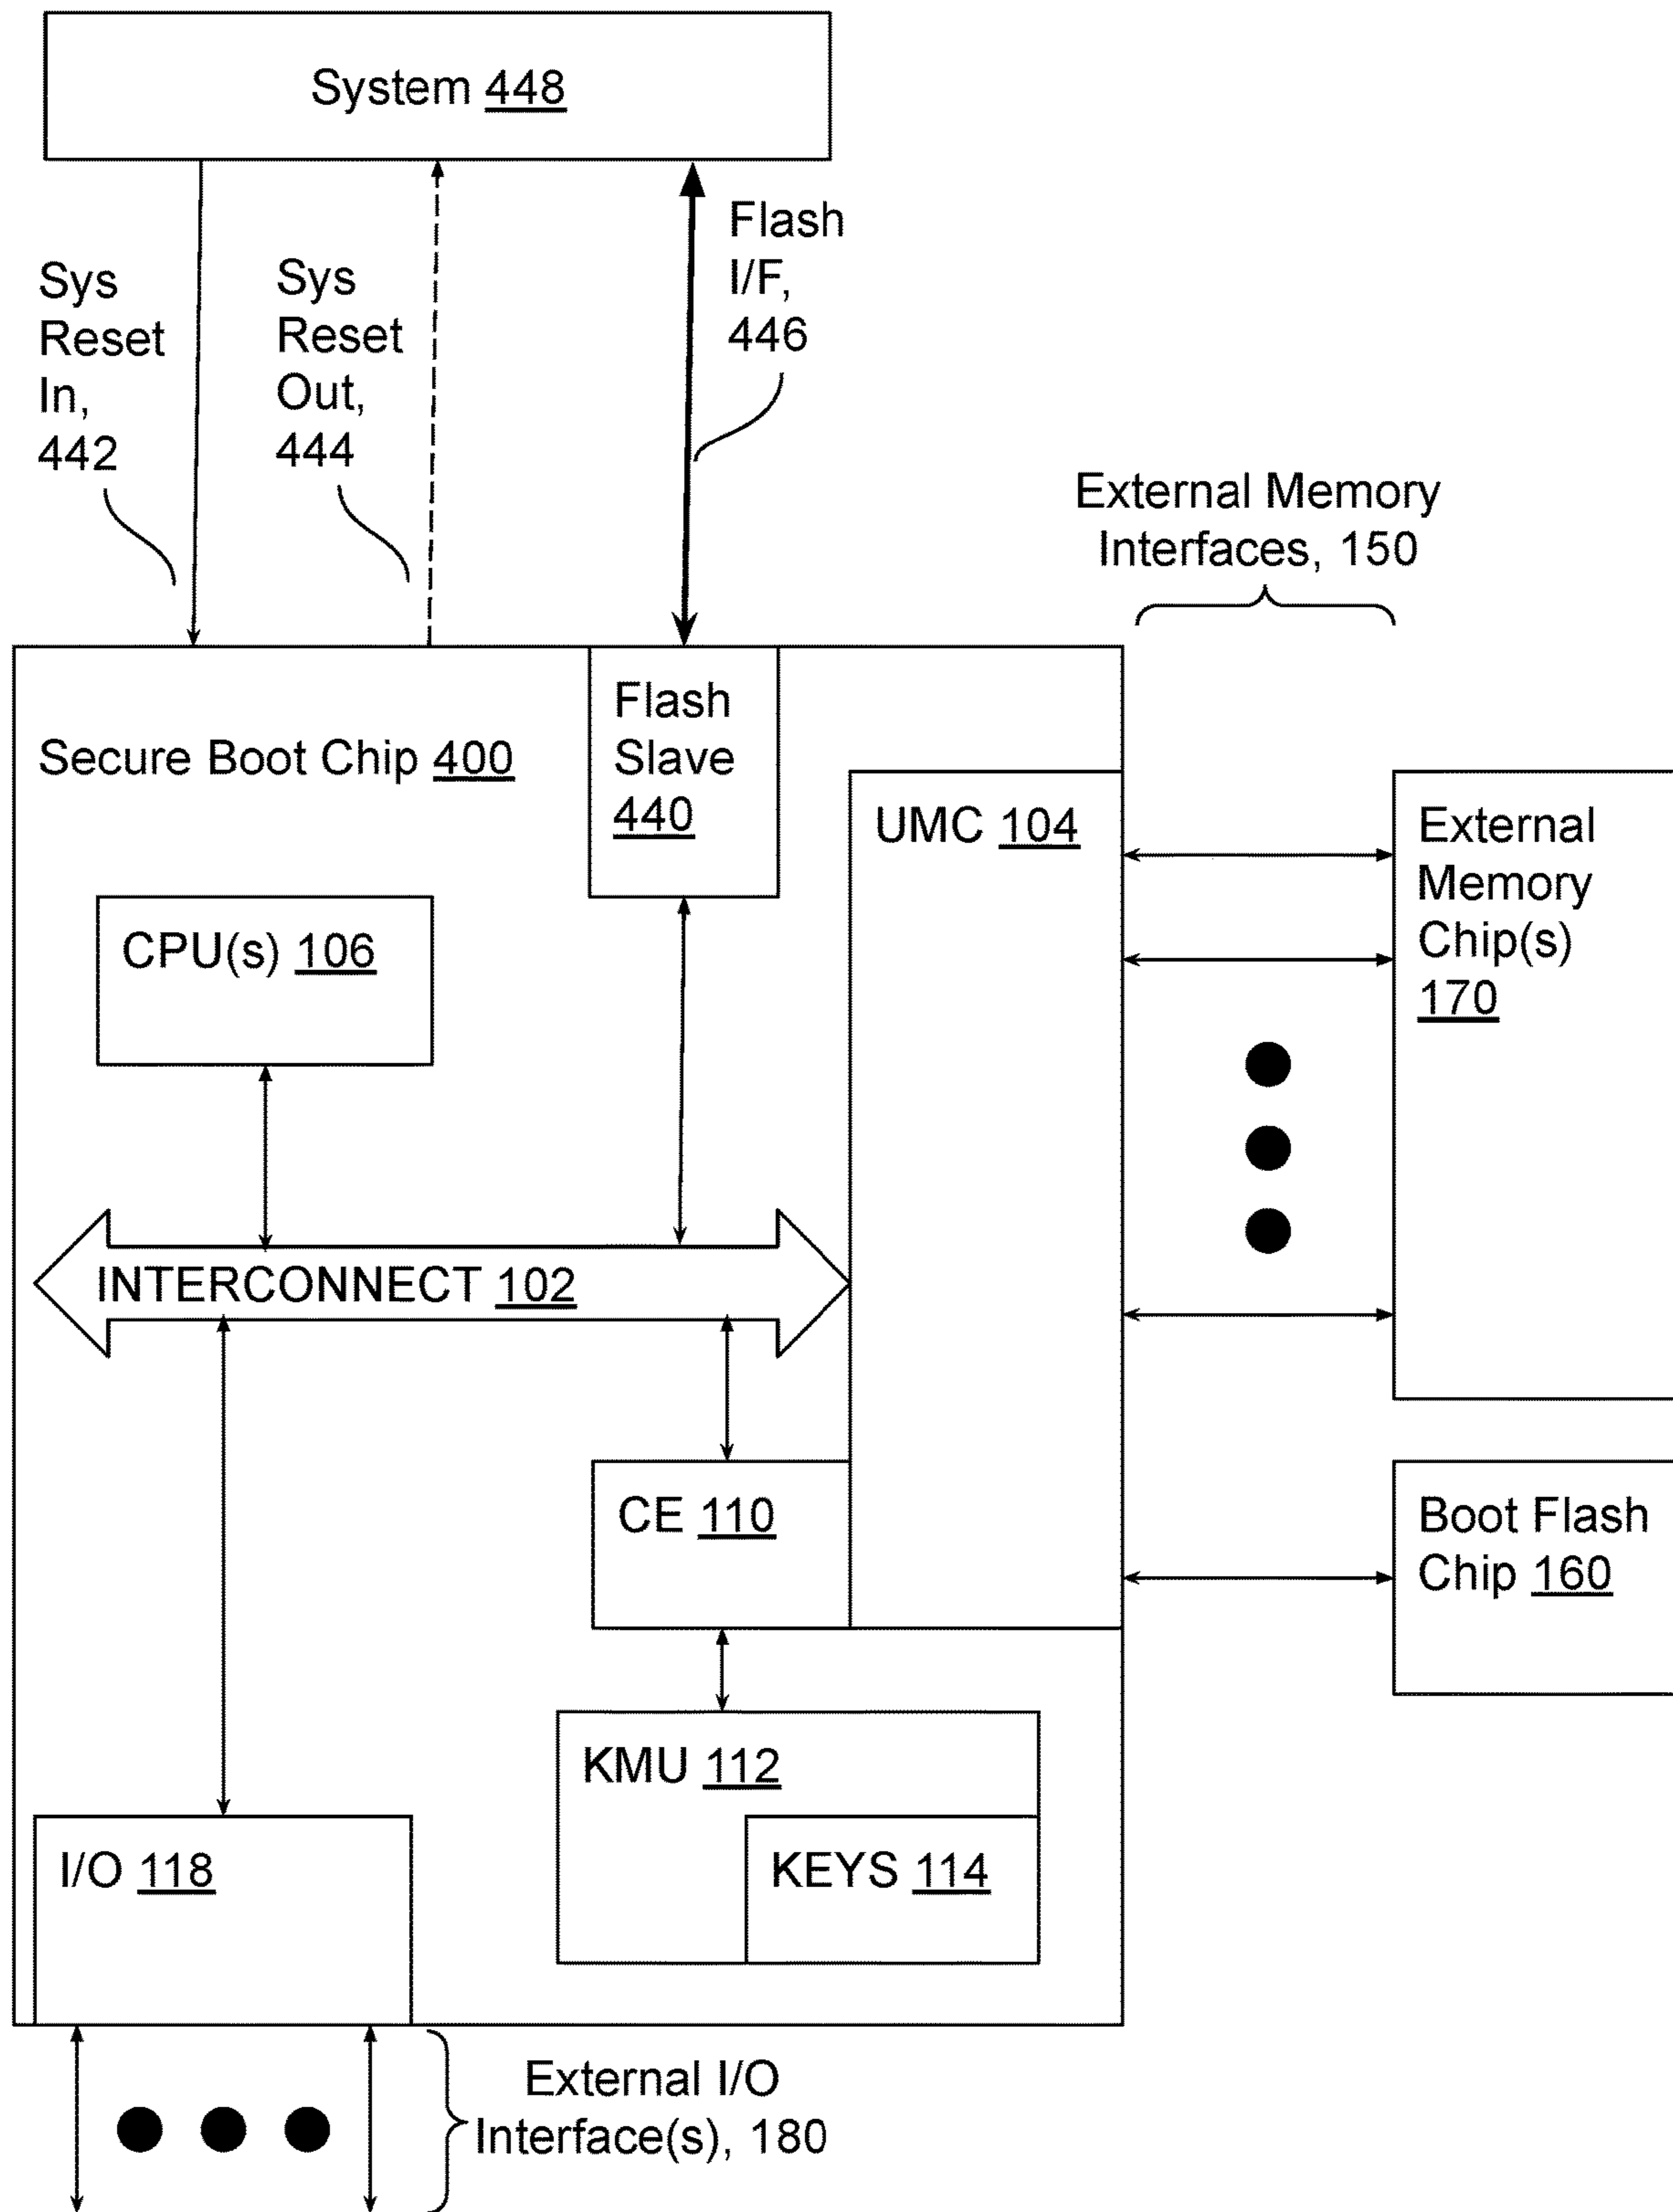 System 448
Sys
Reset
In,
442
Sys
Reset
Out,
444
Flash
I/F,
446
External Memory
Interfaces, 150
Secure Boot Chip 400
Flash
Slave
440
UMC 104
External
Memory
Chip(s)
170
CPU(s) 106
INTERCONNECT 102
CE 110
Boot Flash
Chip 160
KMU 112
KEYS 114
I/O 118
External I/O
Interface(s), 180